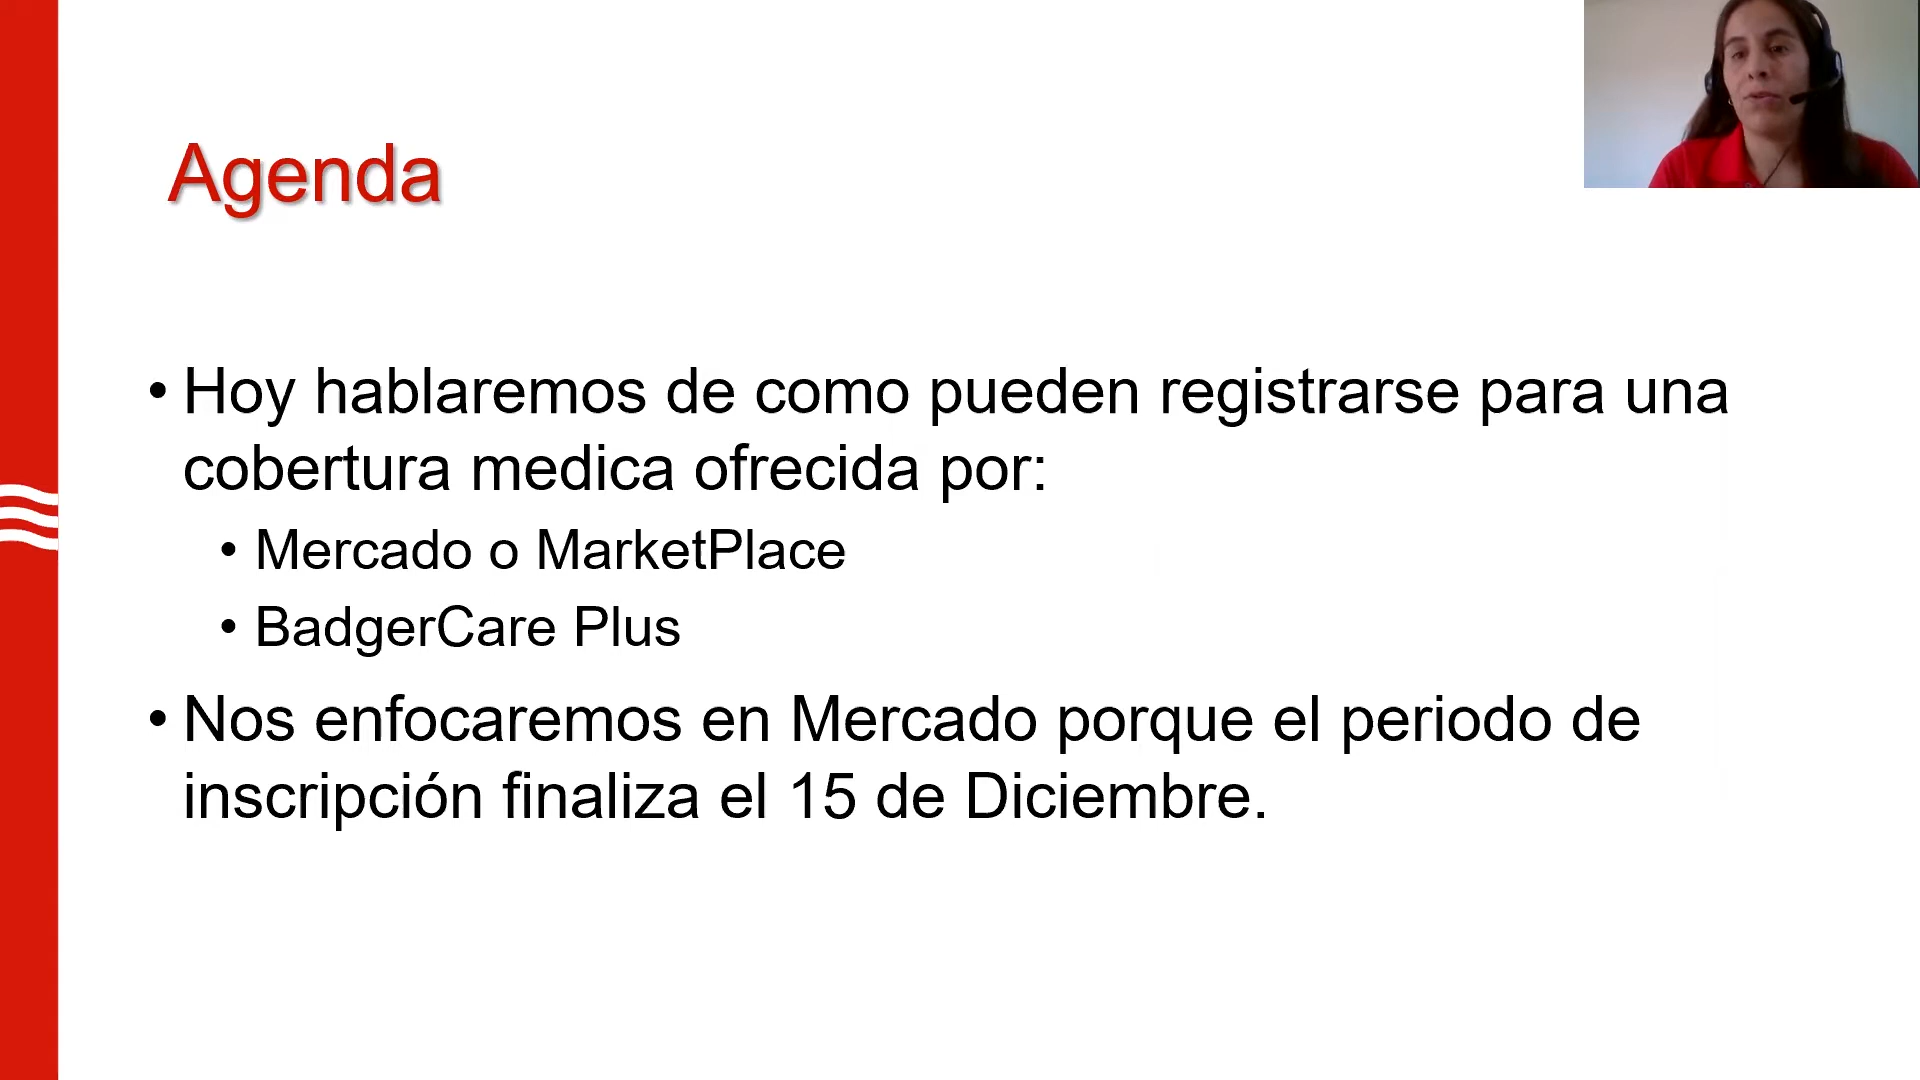 Agenda
• Hoy hablaremos de como pueden registrarse para una
cobertura medica ofrecida por:
• Mercado o MarketPlace
• BadgerCare Plus
• Nos enfocaremos en Mercado porque el periodo de
inscripción finaliza el 15 de Diciembre.